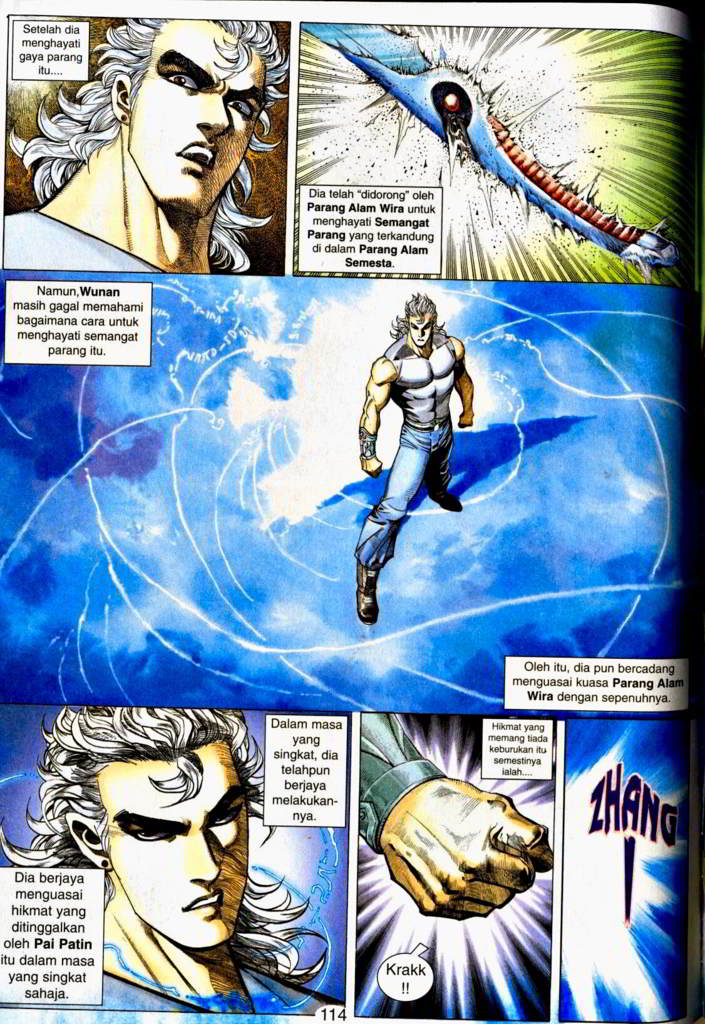 Setelah dia
menghayati
gaya parang
itu....
Dia telah "didorong" oleh
Parang Alam Wira untuk
menghayati Semangat
Parang yang terkandung
di dalam Parang Alam
Semesta.
Namun,Wunan
masih gagal memahami
bagaimana cara untuk
menghayati semangat
parang itu.
Oleh itu, dia pun bercadang
menguasai kuasa Parang Alam
Wira dengan sepenuhnya.
Dalam masa
yang
singkat, dia
telahpun
berjaya
melakukan-
nya.
Dia berjaya
menguasai
hikmat yang
ditinggalkan
oleh Pai Patin
itu dalam masa
yang singkat
sahaja.
Hikmat yang
memang tiada
keburukan itu
semestinya
ialah....
Krakk
!!
ZHANG
!
114